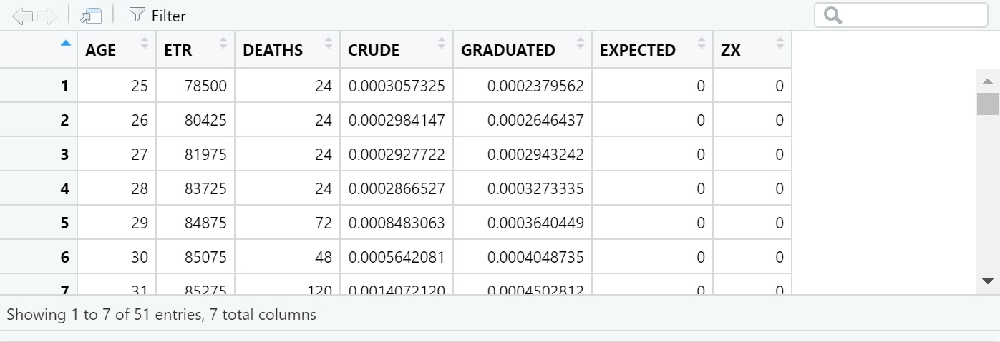 Filter
AGE ETR DEATHS CRUDE GRADUATED EXPECTED ZX
1 25 78500 24 0.0003057325 0.0002379562 0 0
2 26 80425 24 0.0002984147 0.0002646437 0 0
3 27 81975 24 0.0002927722 0.0002943242 0 0
4 28 83725 24 0.0002866527 0.0003273335 0 0
5 29 84875 72 0.0008483063 0.0003640449 0 0
6 30 85075 48 0.0005642081 0.0004048735 0 0
7 31 85275 120 0.0014072120 0.0004502812 0 0
Showing 1 to 7 of 51 entries, 7 total columns